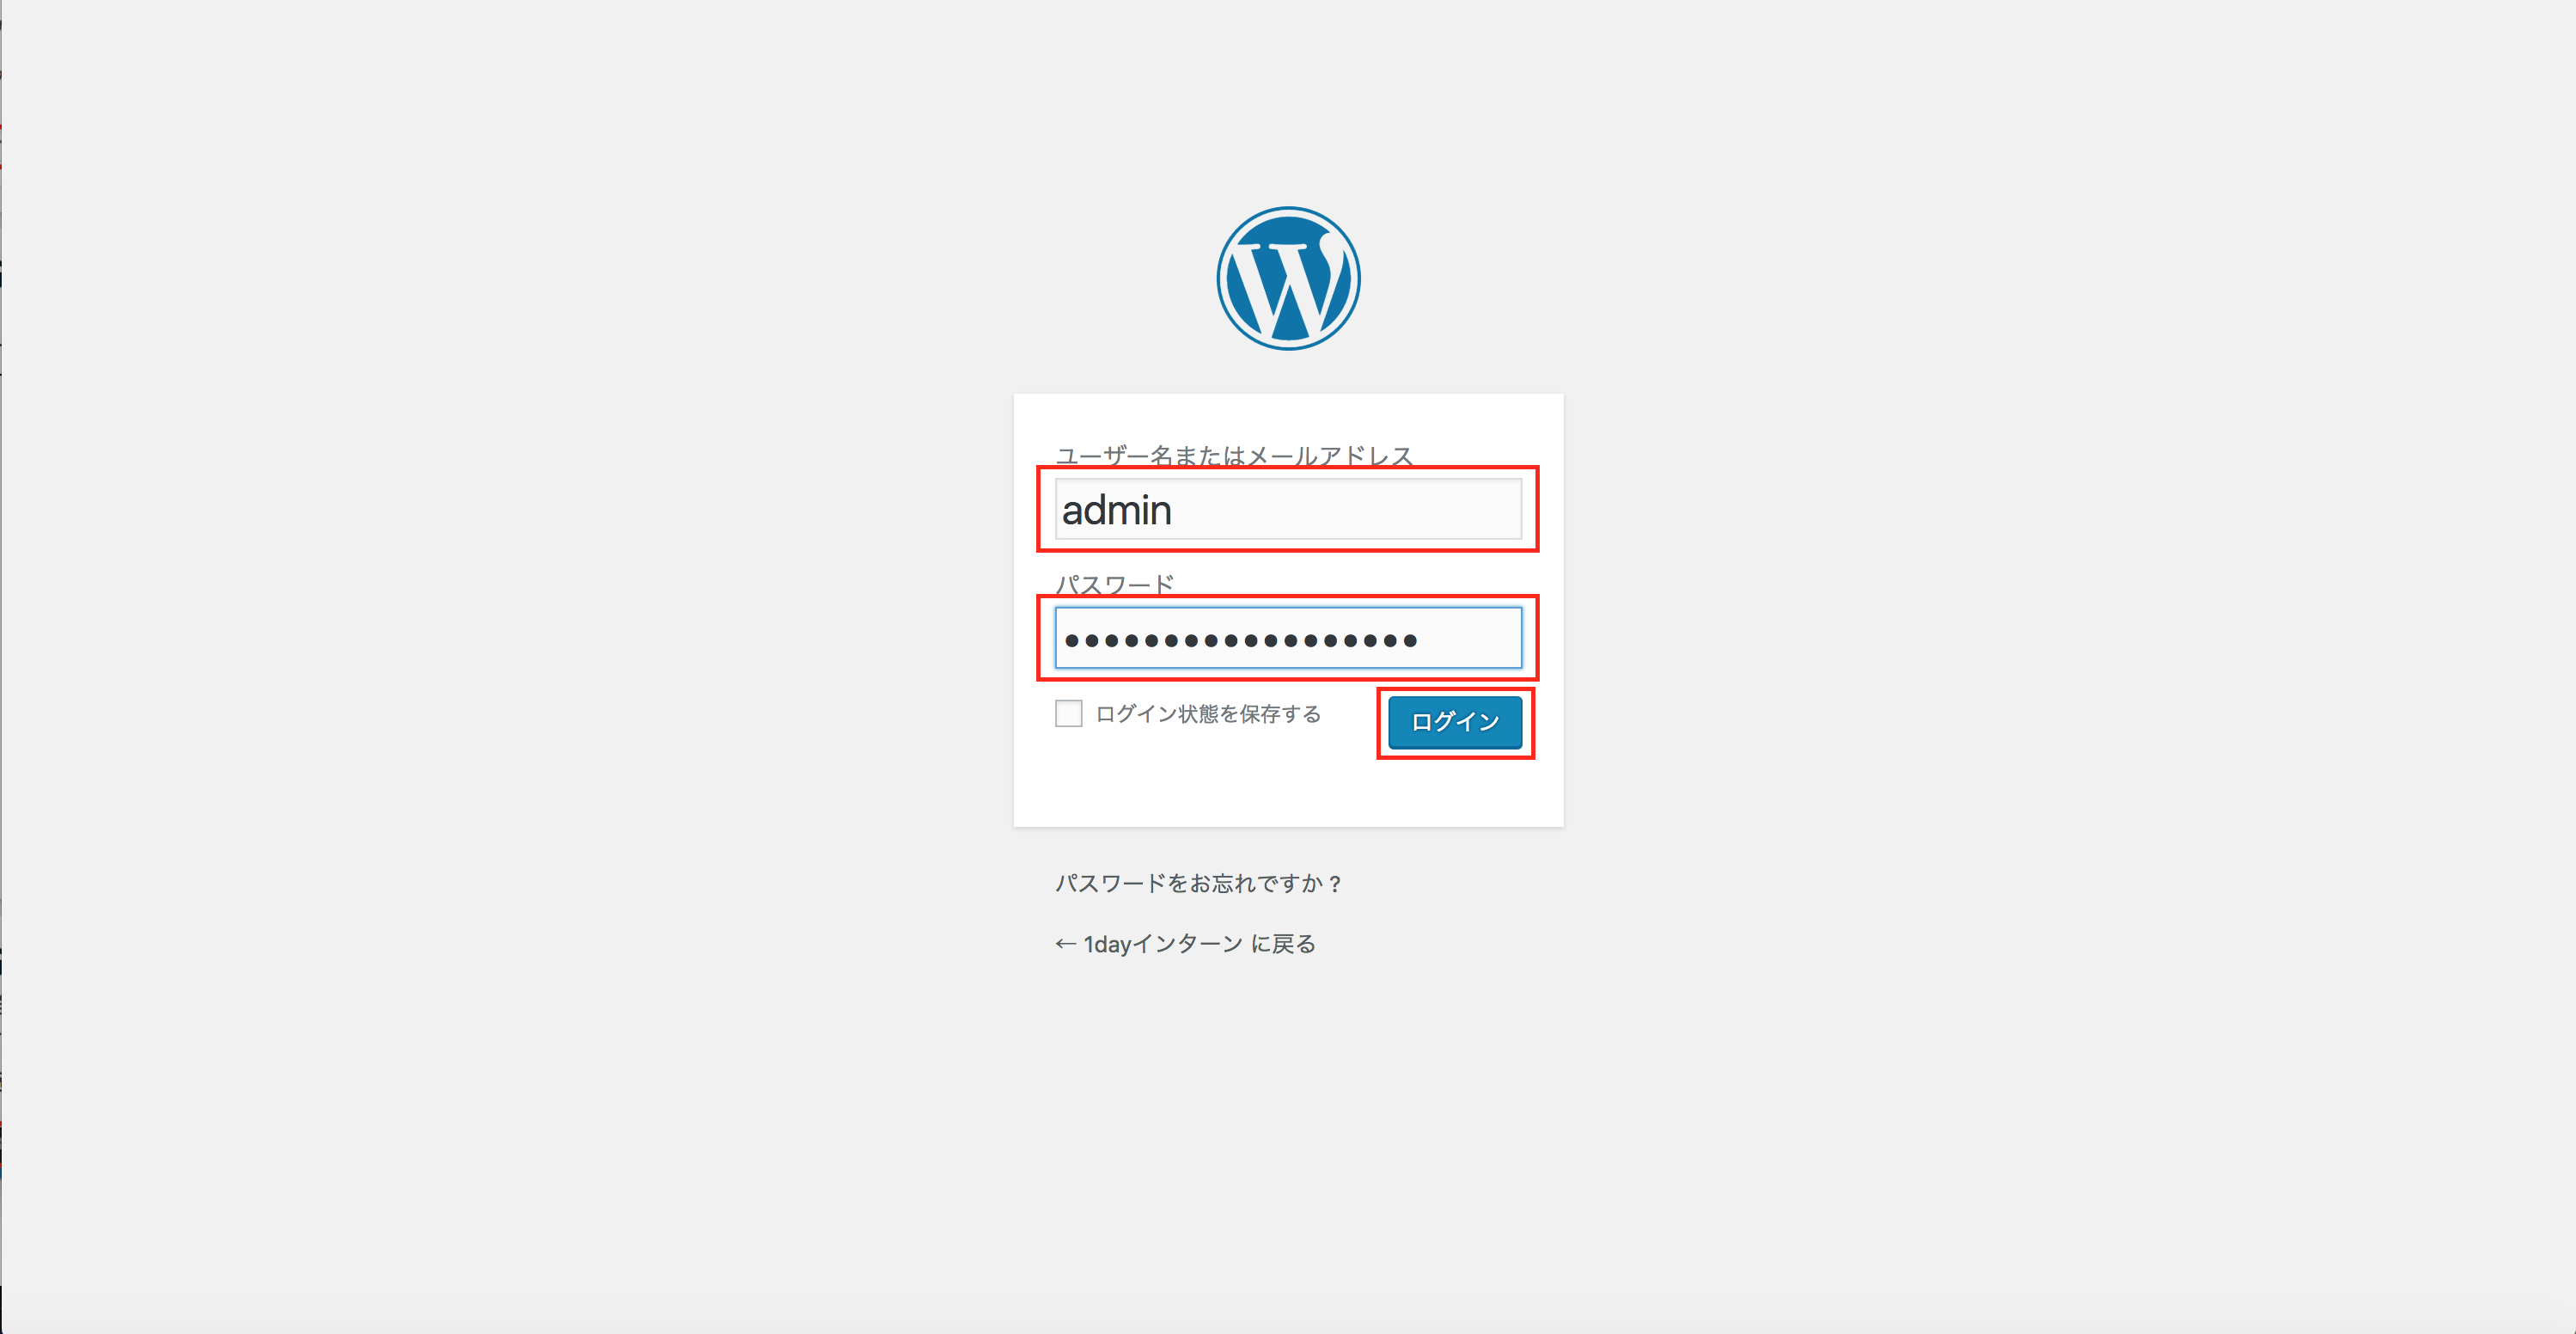 ユーザー名またはメールアドレス
admin
パスワード
●●●●●●●●●●●●●●●●●●
ログイン状態を保存する
ログイン
パスワードをお忘れですか ?
← 1dayインターン に戻る